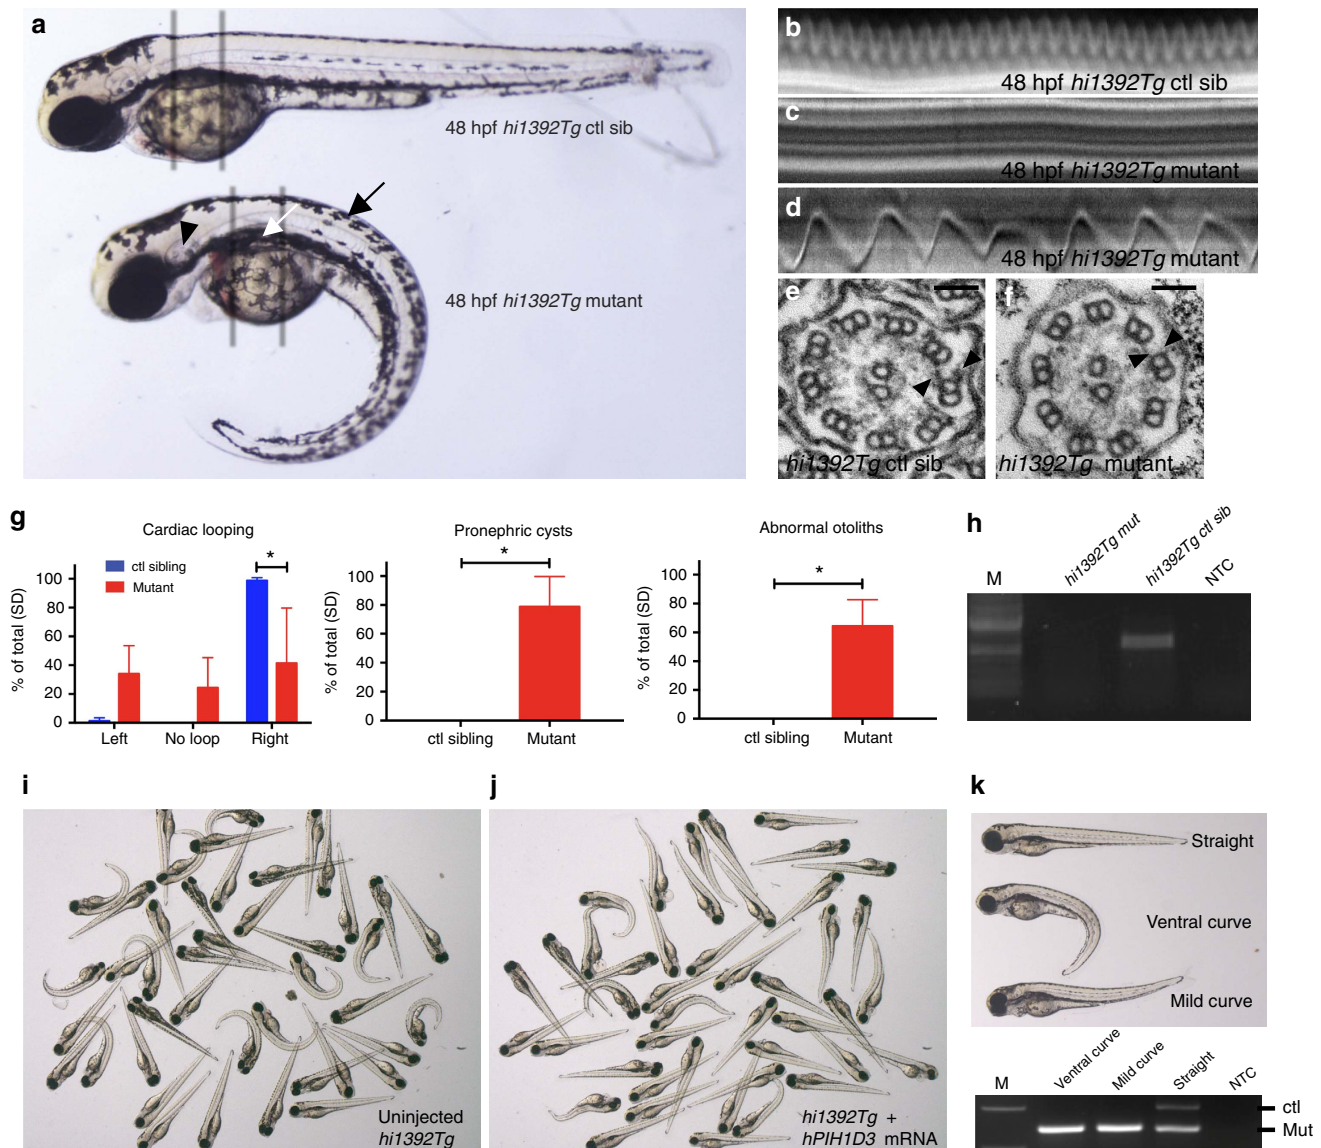 a
48 hpf hi1392Tg ctl sib
48 hpf hi1392Tg mutant
b
48 hpf hi1392Tg ctl sib
c
48 hpf hi1392Tg mutant
d
48 hpf hi1392Tg mutant
e
hi1392Tg ctl sib
f
hi1392Tg mutant
g
Cardiac looping
ctl sibling
Mutant
*
% of total (SD)
100
80
60
40
20
0
Left No loop Right
Pronephric cysts
*
% of total (SD)
100
80
60
40
20
0
ctl sibling Mutant
Abnormal otoliths
*
% of total (SD)
100
80
60
40
20
0
ctl sibling Mutant
h
M hi1392Tg mut hi1392Tg ctl sib NTC
i
Uninjected
hi1392Tg
j
hi1392Tg +
hPIH1D3 mRNA
k
Straight
Ventral curve
Mild curve
M Ventral curve Mild curve Straight NTC
ctl
Mut